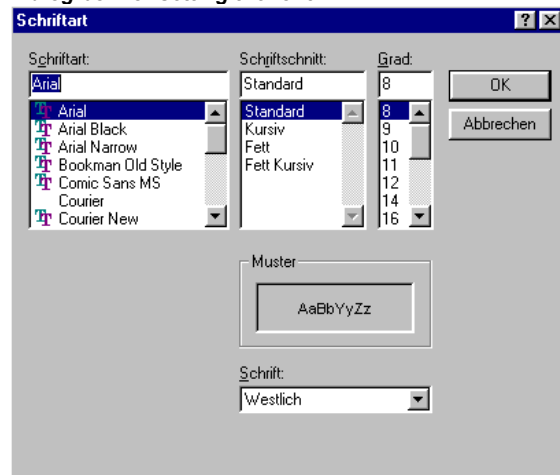 Schriftart
Schriftart:
Arial
Arial
Arial Black
Arial Narrow
Bookman Old Style
Comic Sans MS
Courier
Courier New
Schriftschnitt:
Standard
Standard
Kursiv
Fett
Fett Kursiv
Grad:
8
8
9
10
11
12
14
16
OK
Abbrechen
Muster
AaBbYyZz
Schrift:
Westlich